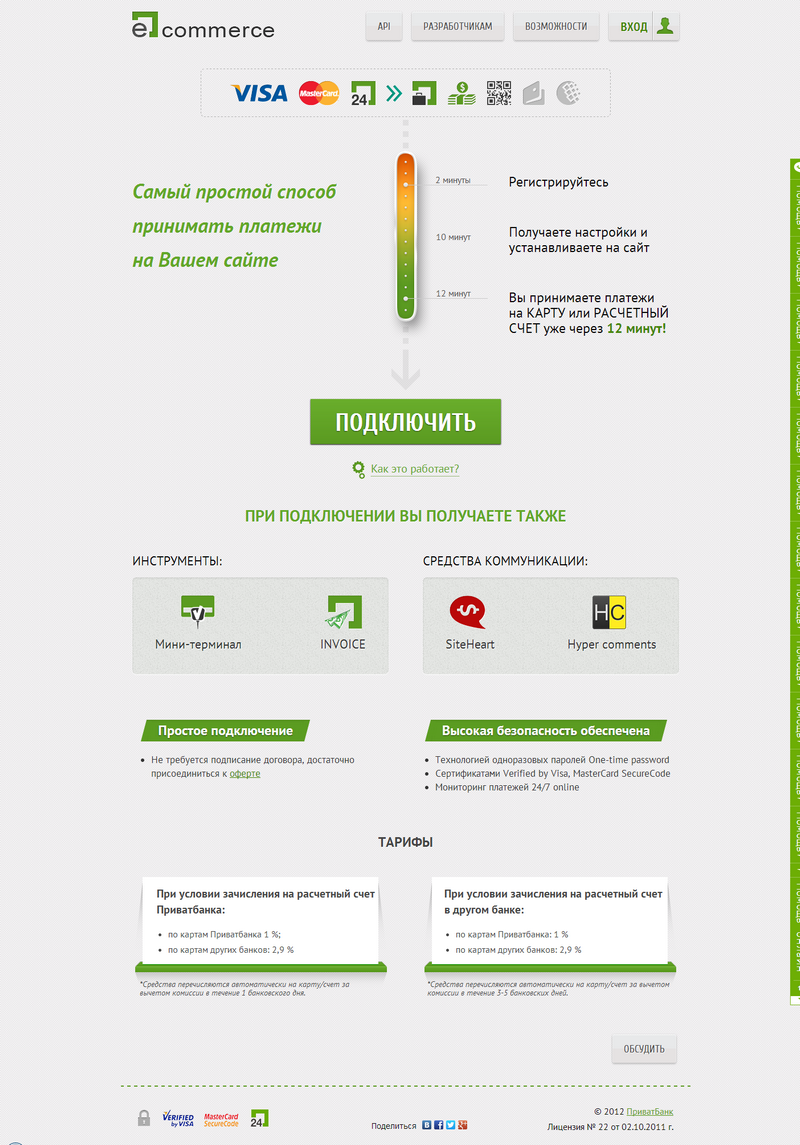 e commerce
API
РАЗРАБОТЧИКАМ
ВОЗМОЖНОСТИ
ВХОД
VISA
MasterCard
24
Самый простой способ
принимать платежи
на Вашем сайте
2 минуты
Регистрируйтесь
10 минут
Получаете настройки и
устанавливаете на сайт
12 минут
Вы принимаете платежи
на КАРТУ или РАСЧЕТНЫЙ
СЧЕТ уже через 12 минут!
ПОДКЛЮЧИТЬ
Как это работает?
ПРИ ПОДКЛЮЧЕНИИ ВЫ ПОЛУЧАЕТЕ ТАКЖЕ
ИНСТРУМЕНТЫ:
Мини-терминал
INVOICE
СРЕДСТВА КОММУНИКАЦИИ:
HC
SiteHeart
Hyper comments
Простое подключение
• Не требуется подписание договора, достаточно
присоединиться к оферте
Высокая безопасность обеспечена
• Технологией одноразовых паролей One-time password
• Сертификатами Verified by Visa, MasterCard SecureCode
• Мониторинг платежей 24/7 online
ТАРИФЫ
При условии зачисления на расчетный счет
Приватбанка:
• по картам Приватбанка 1 %;
• по картам других банков: 2,9 %
*Средства перечисляются автоматически на карту/счет за
вычетом комиссии в течение 1 банковского дня.
При условии зачисления на расчетный счет
в другом банке:
• по картам Приватбанка: 1 %
• по картам других банков: 2,9 %
*Средства перечисляются автоматически на карту/счет за вычетом
комиссии в течение 3-5 банковских дней.
ОБСУДИТЬ
VERIFIED
by VISA
MasterCard
SecureCode
24
Поделиться
© 2012 ПриватБанк
Лицензия № 22 от 02.10.2011 г.